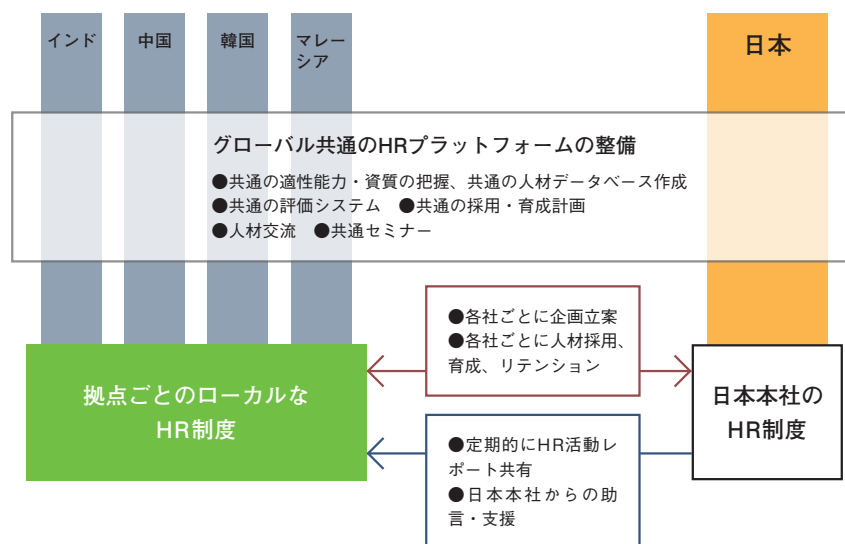 インド
中国
韓国
マレー
シア
日本
グローバル共通のHRプラットフォームの整備
●共通の適性能力・資質の把握、共通の人材データベース作成
●共通の評価システム　●共通の採用・育成計画
●人材交流　●共通セミナー
●各社ごとに企画立案
●各社ごとに人材採用、
育成、リテンション
拠点ごとのローカルな
HR制度
日本本社の
HR制度
●定期的にHR活動レ
ポート共有
●日本本社からの助
言・支援